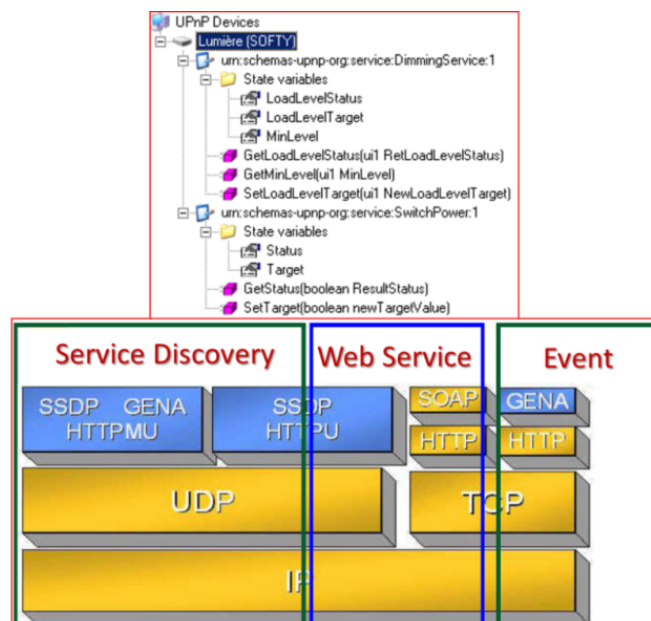 UPnP Devices
Lumière (SOFTY)
urn:schemas-upnp-org:service:DimmingService:1
State variables
LoadLevelStatus
LoadLevelTarget
MinLevel
GetLoadLevelStatus(ui1 RetLoadLevelStatus)
GetMinLevel(ui1 MinLevel)
SetLoadLevelTarget(ui1 NewLoadLevelTarget)
urn:schemas-upnp-org:service:SwitchPower:1
State variables
Status
Target
GetStatus(boolean ResultStatus)
SetTarget(boolean newTargetValue)
Service Discovery Web Service Event
SSDP GENA SSDP SOAP GENA
HTTPMU HTTPU HTTP HTTP
UDP TCP
IP